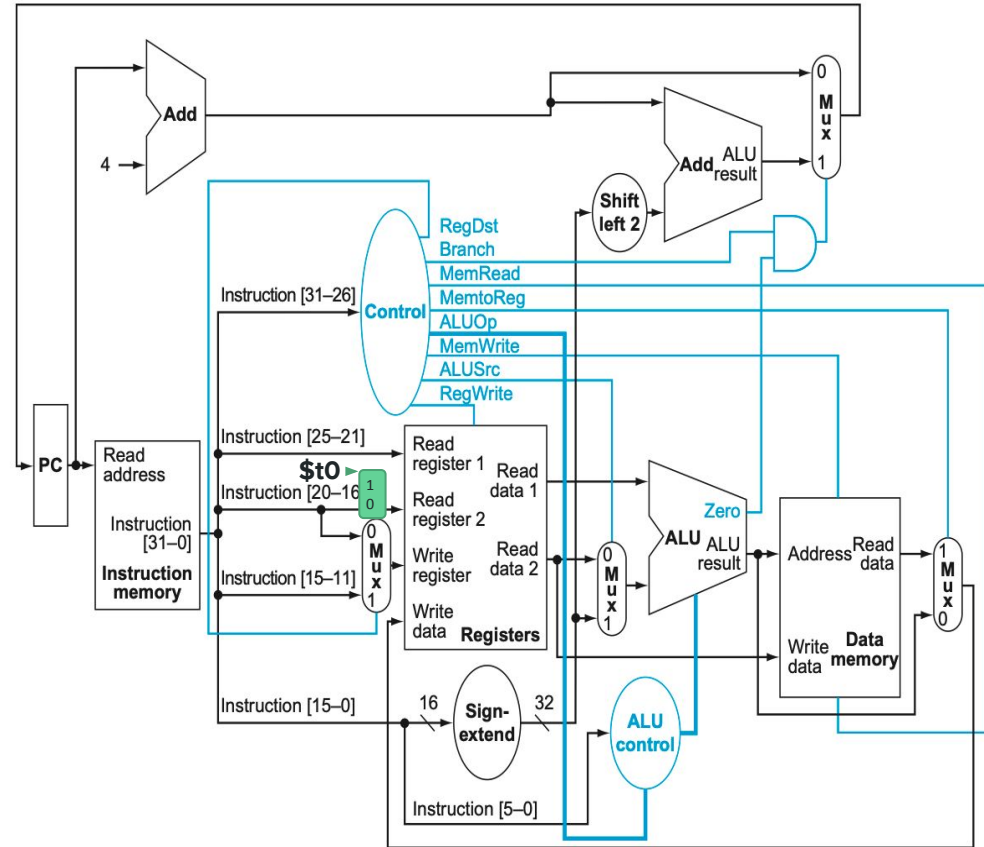 Add
4
0
M
u
x
1
Add
ALU
result
Shift
left 2
RegDst
Branch
MemRead
MemtoReg
ALUOp
MemWrite
ALUSrc
RegWrite
Control
Instruction [31–26]
PC
Read
address
Instruction
[31–0]
Instruction
memory
Instruction [25–21]
$t0
1
0
Instruction [20–16
0
M
u
x
1
Instruction [15–11]
Read
register 1
Read
register 2
Write
register
Write
data
Read
data 1
Read
data 2
Registers
0
M
u
x
1
Zero
ALU
ALU
result
Address
Read
data
Write
data
Data
memory
1
M
u
x
0
Instruction [15–0]
16
Sign-
extend
32
ALU
control
Instruction [5–0]